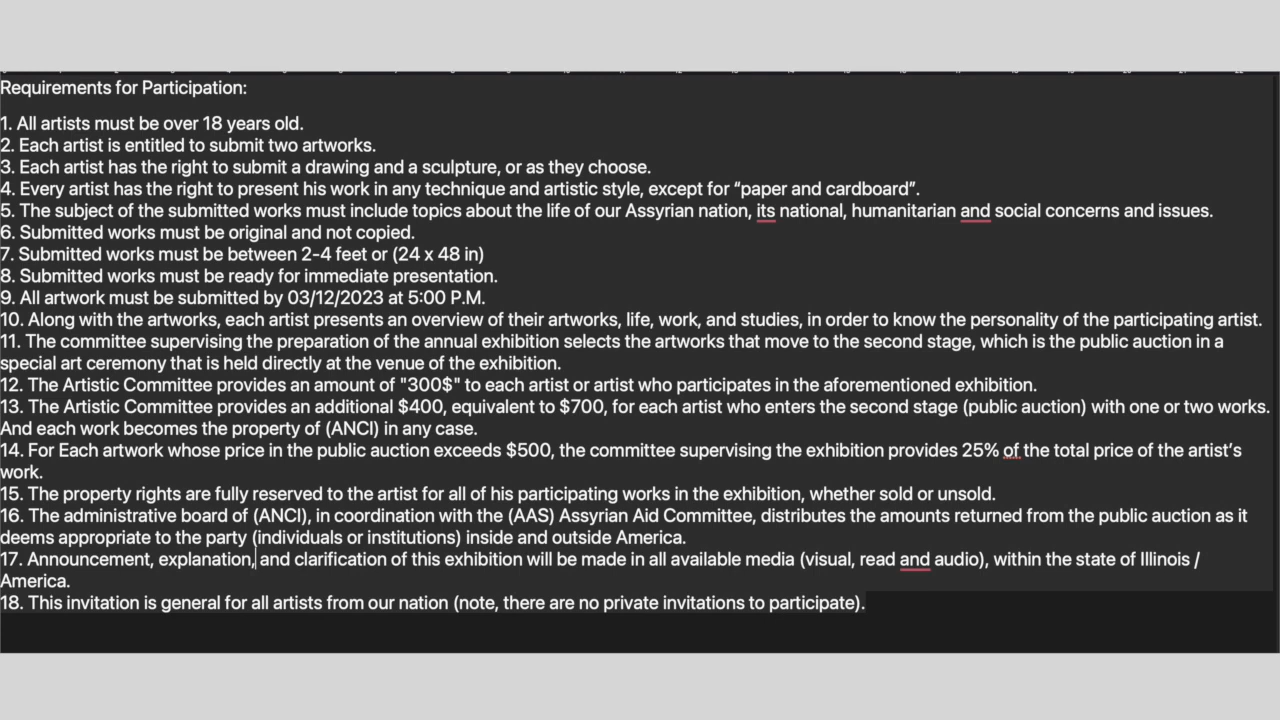 Requirements for Participation:
1. All artists must be over 18 years old.
2. Each artist is entitled to submit two artworks.
3. Each artist has the right to submit a drawing and a sculpture, or as they choose.
4. Every artist has the right to present his work in any technique and artistic style, except for “paper and cardboard”.
5. The subject of the submitted works must include topics about the life of our Assyrian nation, its national, humanitarian and social concerns and issues.
6. Submitted works must be original and not copied.
7. Submitted works must be between 2-4 feet or (24 x 48 in)
8. Submitted works must be ready for immediate presentation.
9. All artwork must be submitted by 03/12/2023 at 5:00 P.M.
10. Along with the artworks, each artist presents an overview of their artworks, life, work, and studies, in order to know the personality of the participating artist.
11. The committee supervising the preparation of the annual exhibition selects the artworks that move to the second stage, which is the public auction in a
special art ceremony that is held directly at the venue of the exhibition.
12. The Artistic Committee provides an amount of "300$" to each artist or artist who participates in the aforementioned exhibition.
13. The Artistic Committee provides an additional $400, equivalent to $700, for each artist who enters the second stage (public auction) with one or two works.
And each work becomes the property of (ANCI) in any case.
14. For Each artwork whose price in the public auction exceeds $500, the committee supervising the exhibition provides 25% of the total price of the artist’s
work.
15. The property rights are fully reserved to the artist for all of his participating works in the exhibition, whether sold or unsold.
16. The administrative board of (ANCI), in coordination with the (AAS) Assyrian Aid Committee, distributes the amounts returned from the public auction as it
deems appropriate to the party (individuals or institutions) inside and outside America.
17. Announcement, explanation, and clarification of this exhibition will be made in all available media (visual, read and audio), within the state of Illinois /
America.
18. This invitation is general for all artists from our nation (note, there are no private invitations to participate).